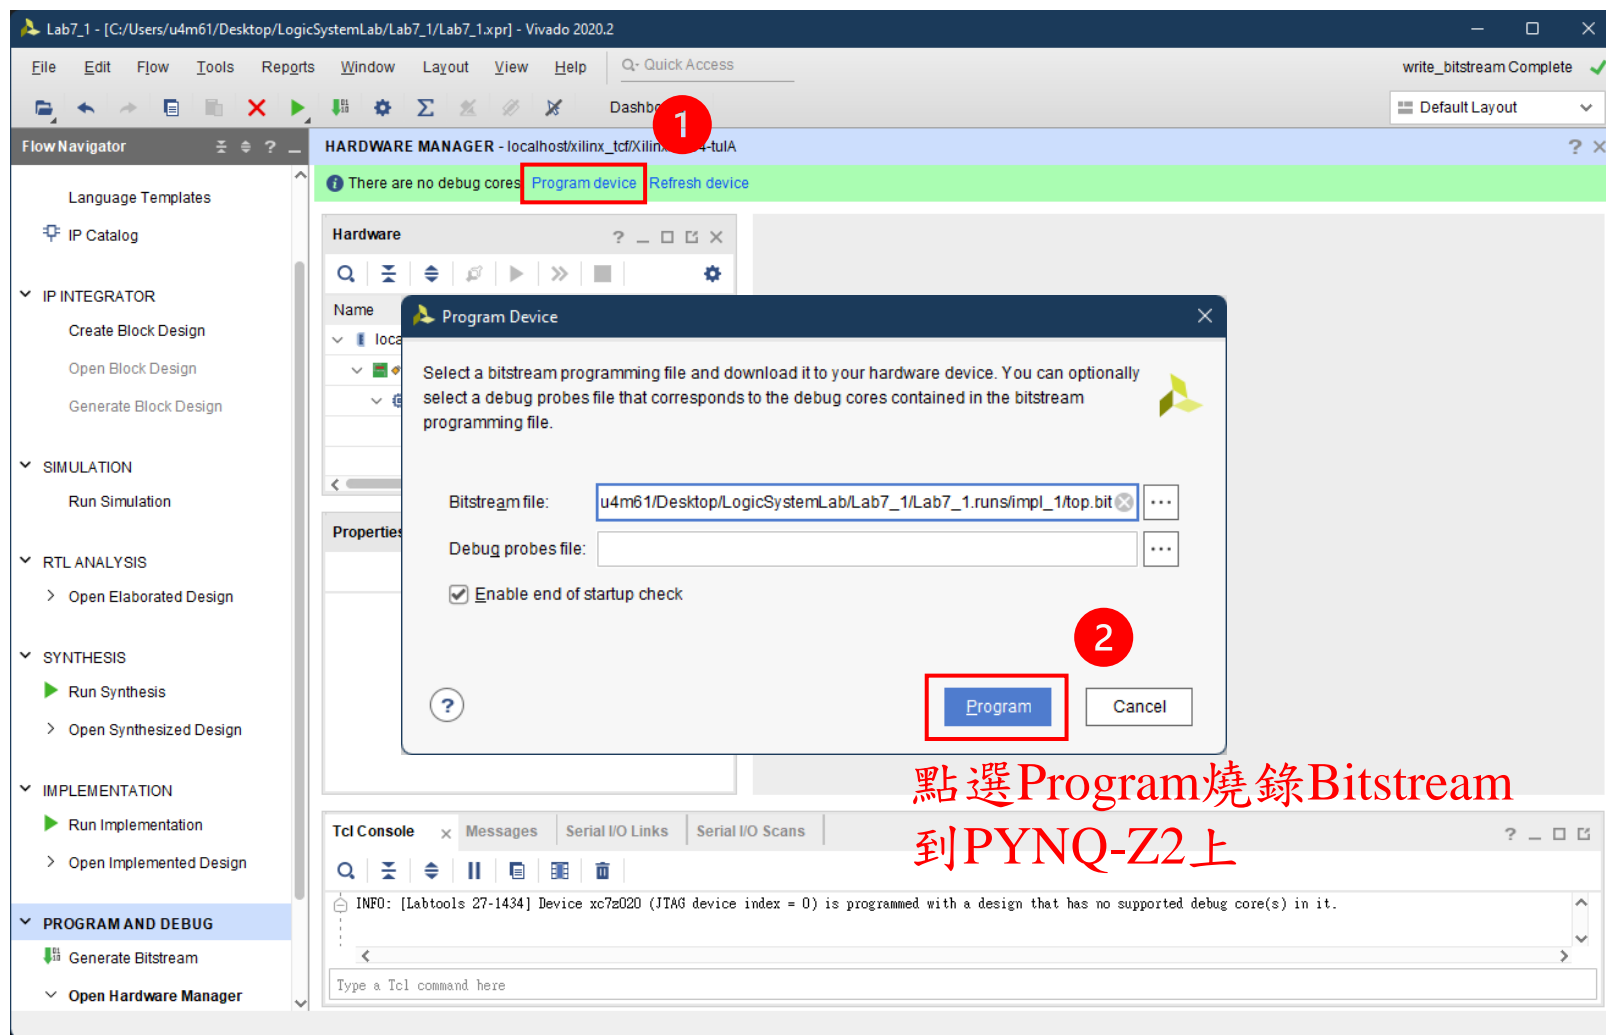 Lab7_1 - [C:/Users/u4m61/Desktop/LogicSystemLab/Lab7_1/Lab7_1.xpr] - Vivado 2020.2
File Edit Flow Tools Reports Window Layout View Help Quick Access
write_bitstream Complete
Default Layout
1
Flow Navigator
HARDWARE MANAGER - localhost/xilinx_tcf/Xilinx
-tulA
There are no debug cores Program device Refresh device
Language Templates
IP Catalog
IP INTEGRATOR
Create Block Design
Open Block Design
Generate Block Design
SIMULATION
Run Simulation
RTL ANALYSIS
Open Elaborated Design
SYNTHESIS
Run Synthesis
Open Synthesized Design
IMPLEMENTATION
Run Implementation
Open Implemented Design
PROGRAM AND DEBUG
Generate Bitstream
Open Hardware Manager
Hardware
Name
Program Device
Select a bitstream programming file and download it to your hardware device. You can optionally
select a debug probes file that corresponds to the debug cores contained in the bitstream
programming file.
Bitstream file: u4m61/Desktop/LogicSystemLab/Lab7_1/Lab7_1.runs/impl_1/top.bit
Debug probes file:
Enable end of startup check
2
Program
Cancel
點選Program燒錄Bitstream
到PYNQ-Z2上
Tcl Console Messages Serial I/O Links Serial I/O Scans
INFO: [Labtools 27-1434] Device xc7z020 (JTAG device index = 0) is programmed with a design that has no supported debug core(s) in it.
Type a Tcl command here